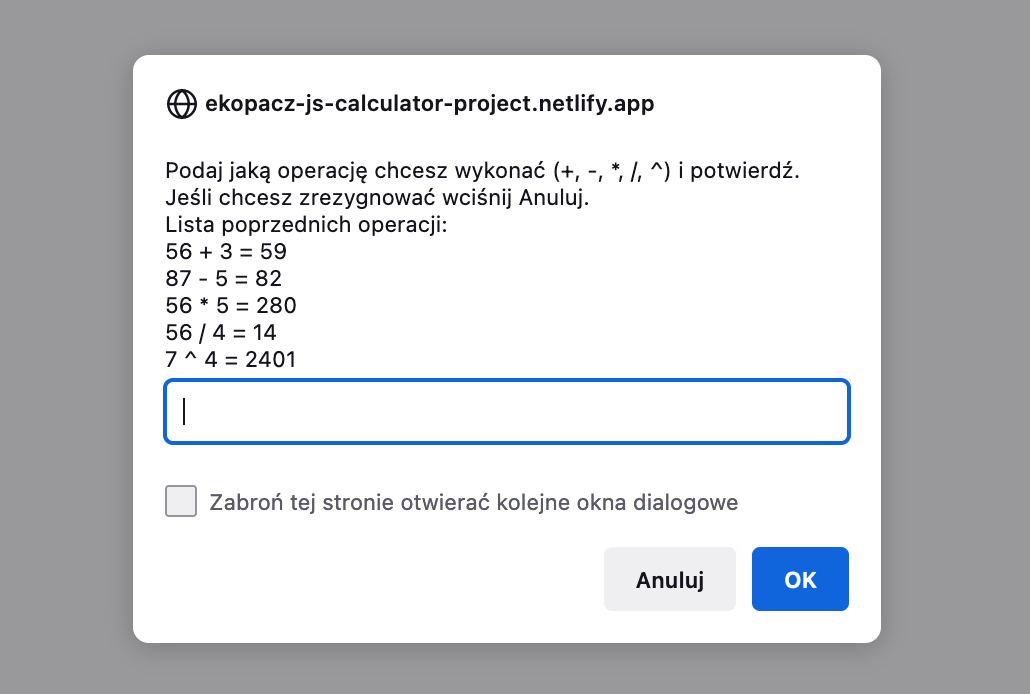 ekopacz-js-calculator-project.netlify.app
Podaj jaką operację chcesz wykonać (+, -, *, /, ^) i potwierdź.
Jeśli chcesz zrezygnować wciśnij Anuluj.
Lista poprzednich operacji:
56 + 3 = 59
87 - 5 = 82
56 * 5 = 280
56 / 4 = 14
7 ^ 4 = 2401
Zabroń tej stronie otwierać kolejne okna dialogowe
Anuluj
OK